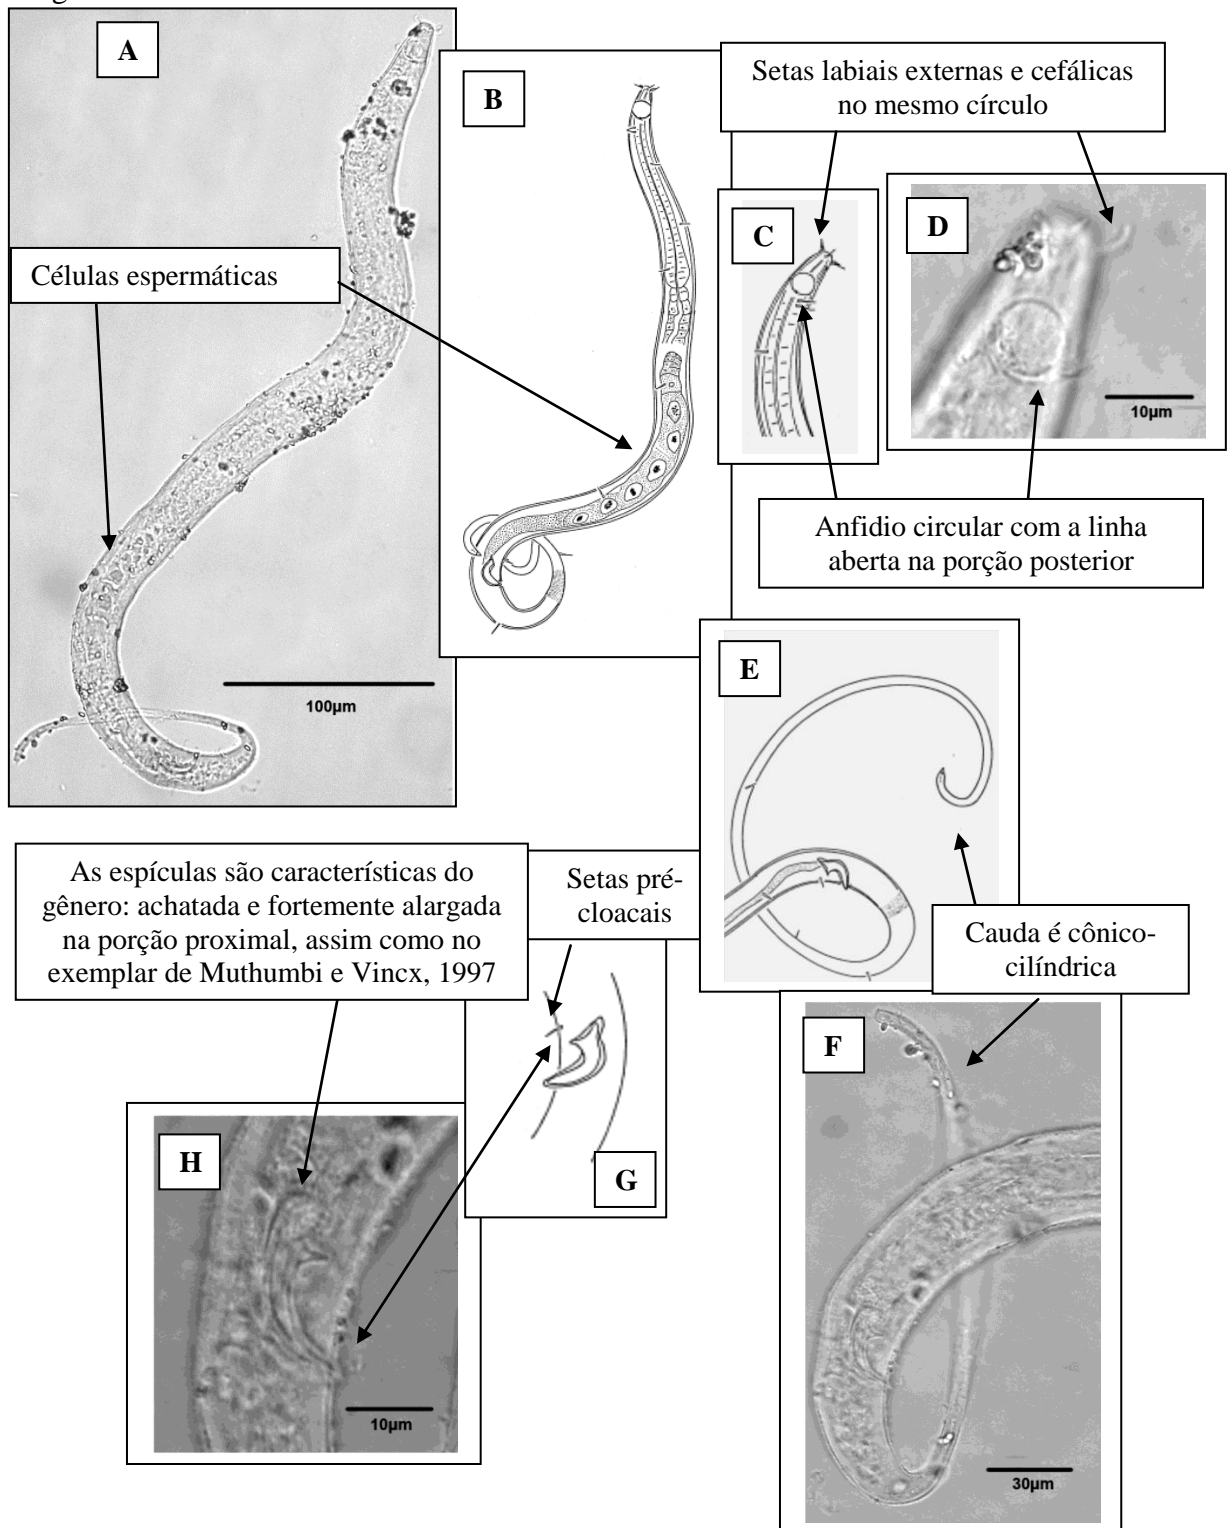 A
B
Setas labiais externas e cefálicas
no mesmo círculo
C
D
Células espermáticas
10µm
Anfidio circular com a linha
aberta na porção posterior
100µm
E
As espículas são características do
gênero: achatada e fortemente alargada
na porção proximal, assim como no
exemplar de Muthumbi e Vincx, 1997
Setas pré-
cloacais
Cauda é cônico-
cilíndrica
F
H
G
10µm
30µm